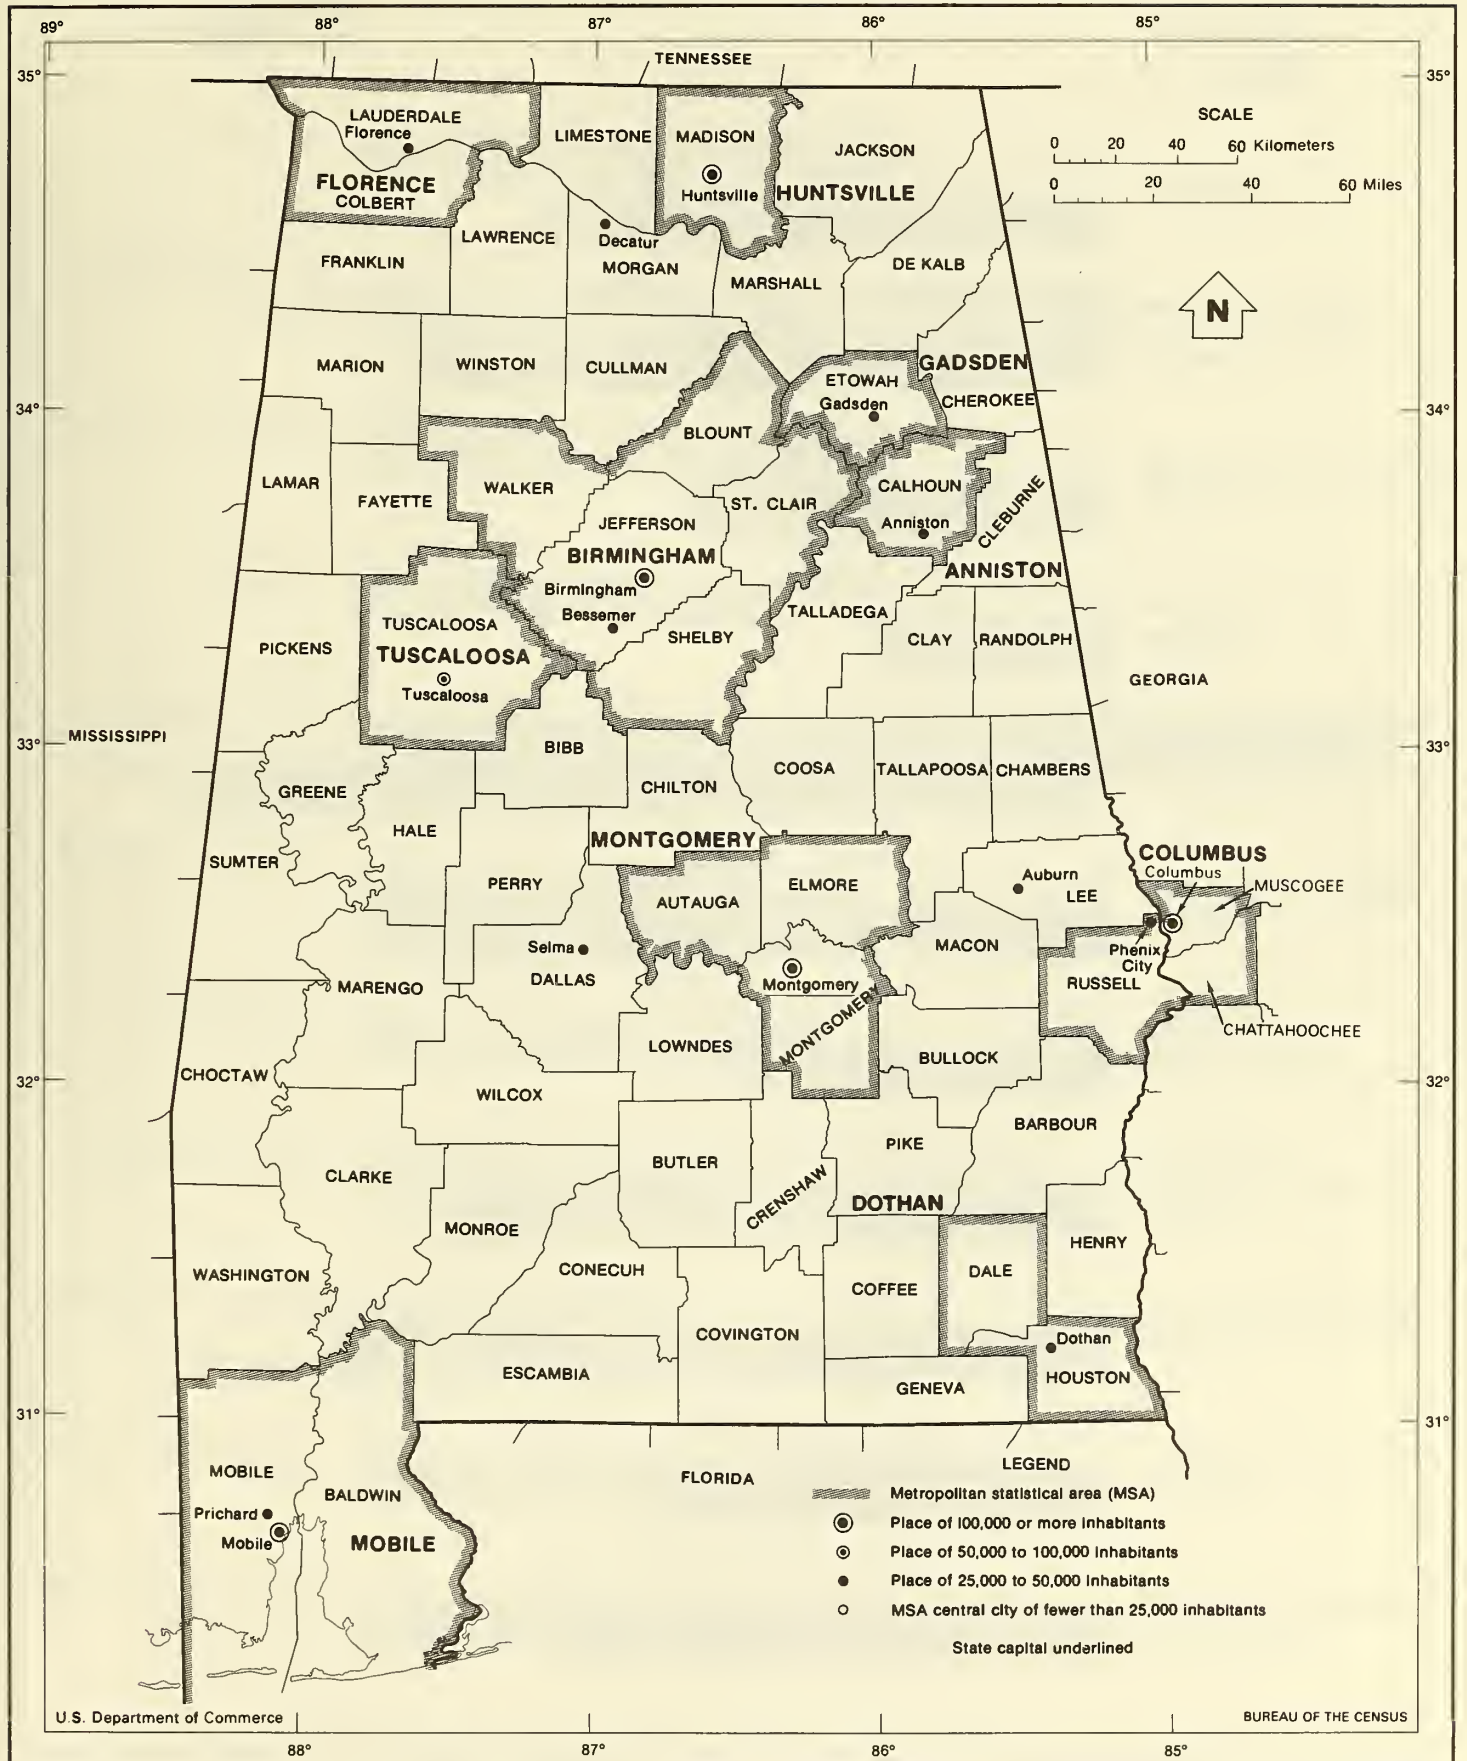 89°
88°
87°
86°
85°
TENNESSEE
35°
35°
SCALE
0 20 40 60 Kilometers
0 20 40 60 Miles
LAUDERDALE
Florence
FLORENCE
COLBERT
LIMESTONE
MADISON
Huntsville
HUNTSVILLE
JACKSON
LAWRENCE
Decatur
MORGAN
FRANKLIN
MARSHALL
DE KALB
N
MARION
WINSTON
CULLMAN
GADSDEN
ETOWAH
Gadsden
CHEROKEE
34°
34°
BLOUNT
LAMAR
FAYETTE
WALKER
JEFFERSON
ST. CLAIR
CALHOUN
Anniston
CLEBURNE
BIRMINGHAM
Birmingham
Bessemer
ANNISTON
TUSCALOOSA
TUSCALOOSA
Tuscaloosa
PICKENS
SHELBY
TALLADEGA
CLAY
RANDOLPH
GEORGIA
MISSISSIPPI
33°
33°
BIBB
GREENE
HALE
CHILTON
COOSA
TALLAPOOSA
CHAMBERS
SUMTER
MONTGOMERY
PERRY
AUTAUGA
ELMORE
Auburn
LEE
COLUMBUS
Columbus
MUSCOGEE
Selma
DALLAS
MACON
Phenix
City
RUSSELL
MARENGO
Montgomery
MONTGOMERY
CHATTAHOOCHEE
LOWNDES
BULLOCK
CHOCTAW
32°
32°
WILCOX
BARBOUR
CLARKE
BUTLER
CRENSHAW
PIKE
DOTHAN
MONROE
HENRY
WASHINGTON
CONECUH
COFFEE
DALE
COVINGTON
Dothan
ESCAMBIA
GENEVA
HOUSTON
31°
31°
MOBILE
Prichard
Mobile
BALDWIN
MOBILE
FLORIDA
LEGEND
Metropolitan statistical area (MSA)
Place of 100,000 or more inhabitants
Place of 50,000 to 100,000 inhabitants
Place of 25,000 to 50,000 inhabitants
MSA central city of fewer than 25,000 inhabitants
State capital underlined
U.S. Department of Commerce
BUREAU OF THE CENSUS
88°
87°
86°
85°